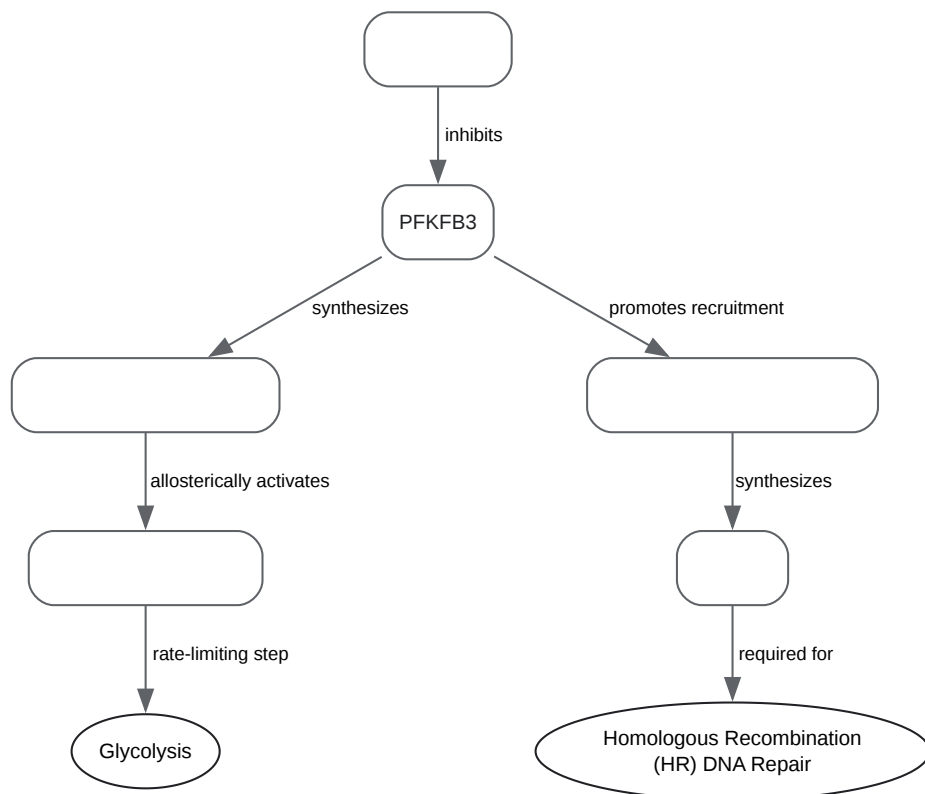 inhibits
PFKFB3
synthesizes
promotes recruitment
allosterically activates
synthesizes
rate-limiting step
required for
Glycolysis
Homologous Recombination
(HR) DNA Repair